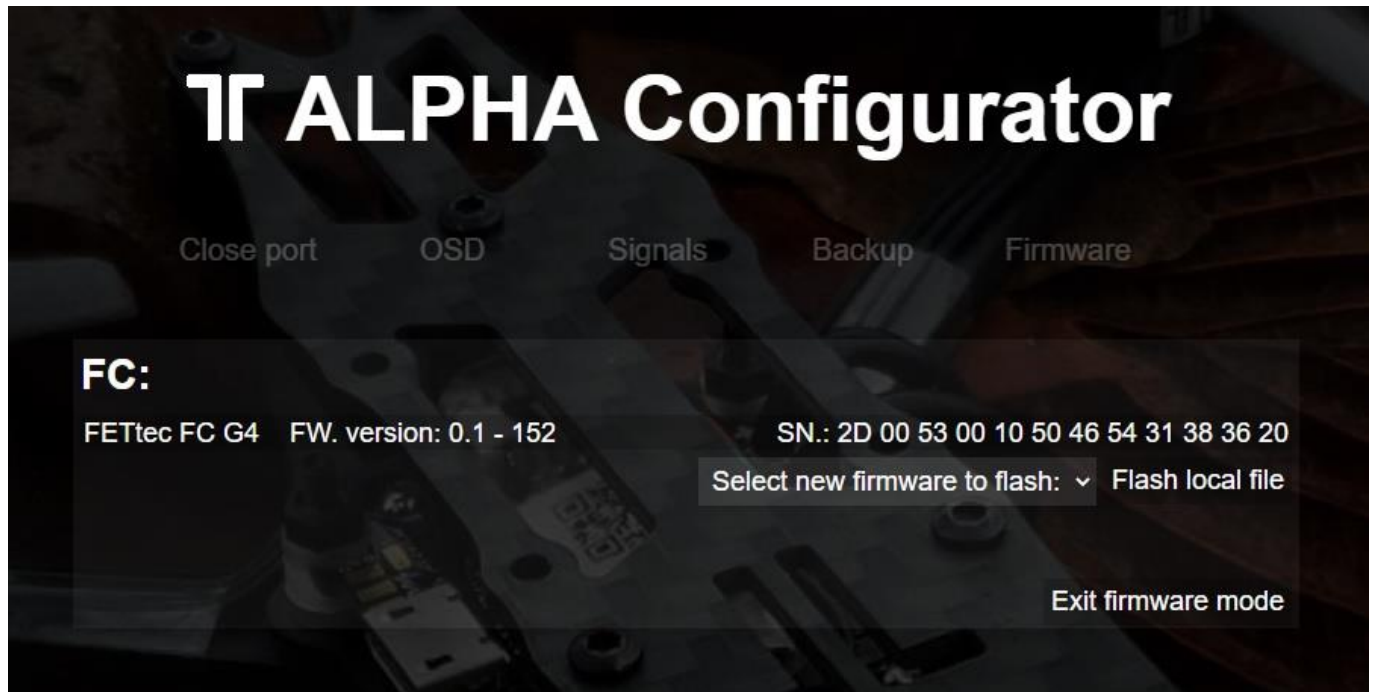 ALPHA Configurator
Close port OSD Signals Backup Firmware
FC:
FETtec FC G4 FW. version: 0.1 - 152 SN.: 2D 00 53 00 10 50 46 54 31 38 36 20
Select new firmware to flash: Flash local file
Exit firmware mode